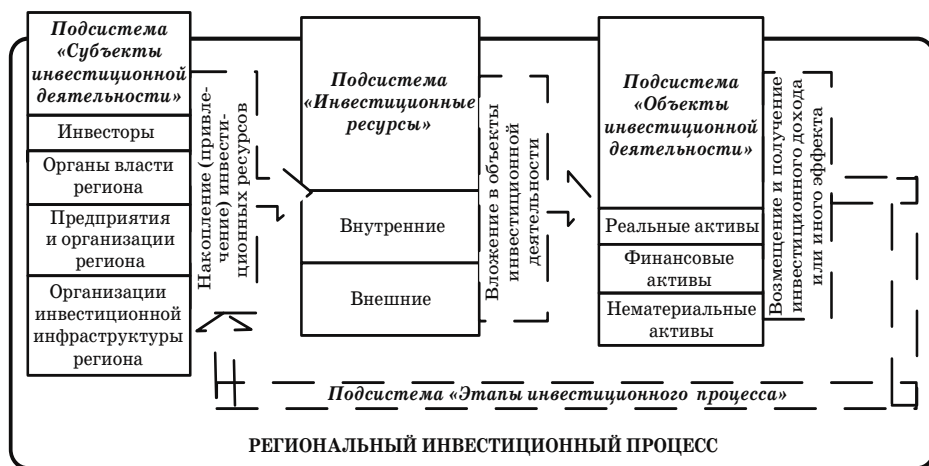 Подсистема
«Субъекты
инвестиционной
деятельности»
Инвесторы
Органы власти
региона
Предприятия
и организации
региона
Организации
инвестиционной
инфраструктуры
региона
Накопление (привле-
чение) инвести-
ционных ресурсов
Подсистема
«Инвестиционные
ресурсы»
Внутренние
Внешние
Вложение в объекты
инвестиционной
деятельности
Подсистема
«Объекты
инвестиционной
деятельности»
Реальные активы
Финансовые
активы
Нематериальные
активы
Возмещение и получение
инвестиционного дохода
или иного эффекта
Подсистема «Этапы инвестиционного процесса»
РЕГИОНАЛЬНЫЙ ИНВЕСТИЦИОННЫЙ ПРОЦЕСС